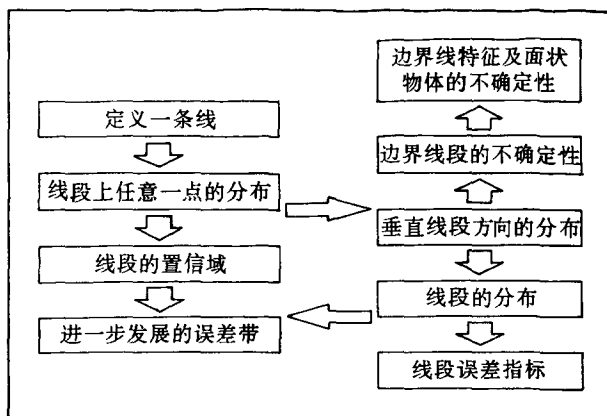 定义一条线
线段上任意一点的分布
线段的置信域
进一步发展的误差带
边界线特征及面状
物体的不确定性
边界线段的不确定性
垂直线段方向的分布
线段的分布
线段误差指标